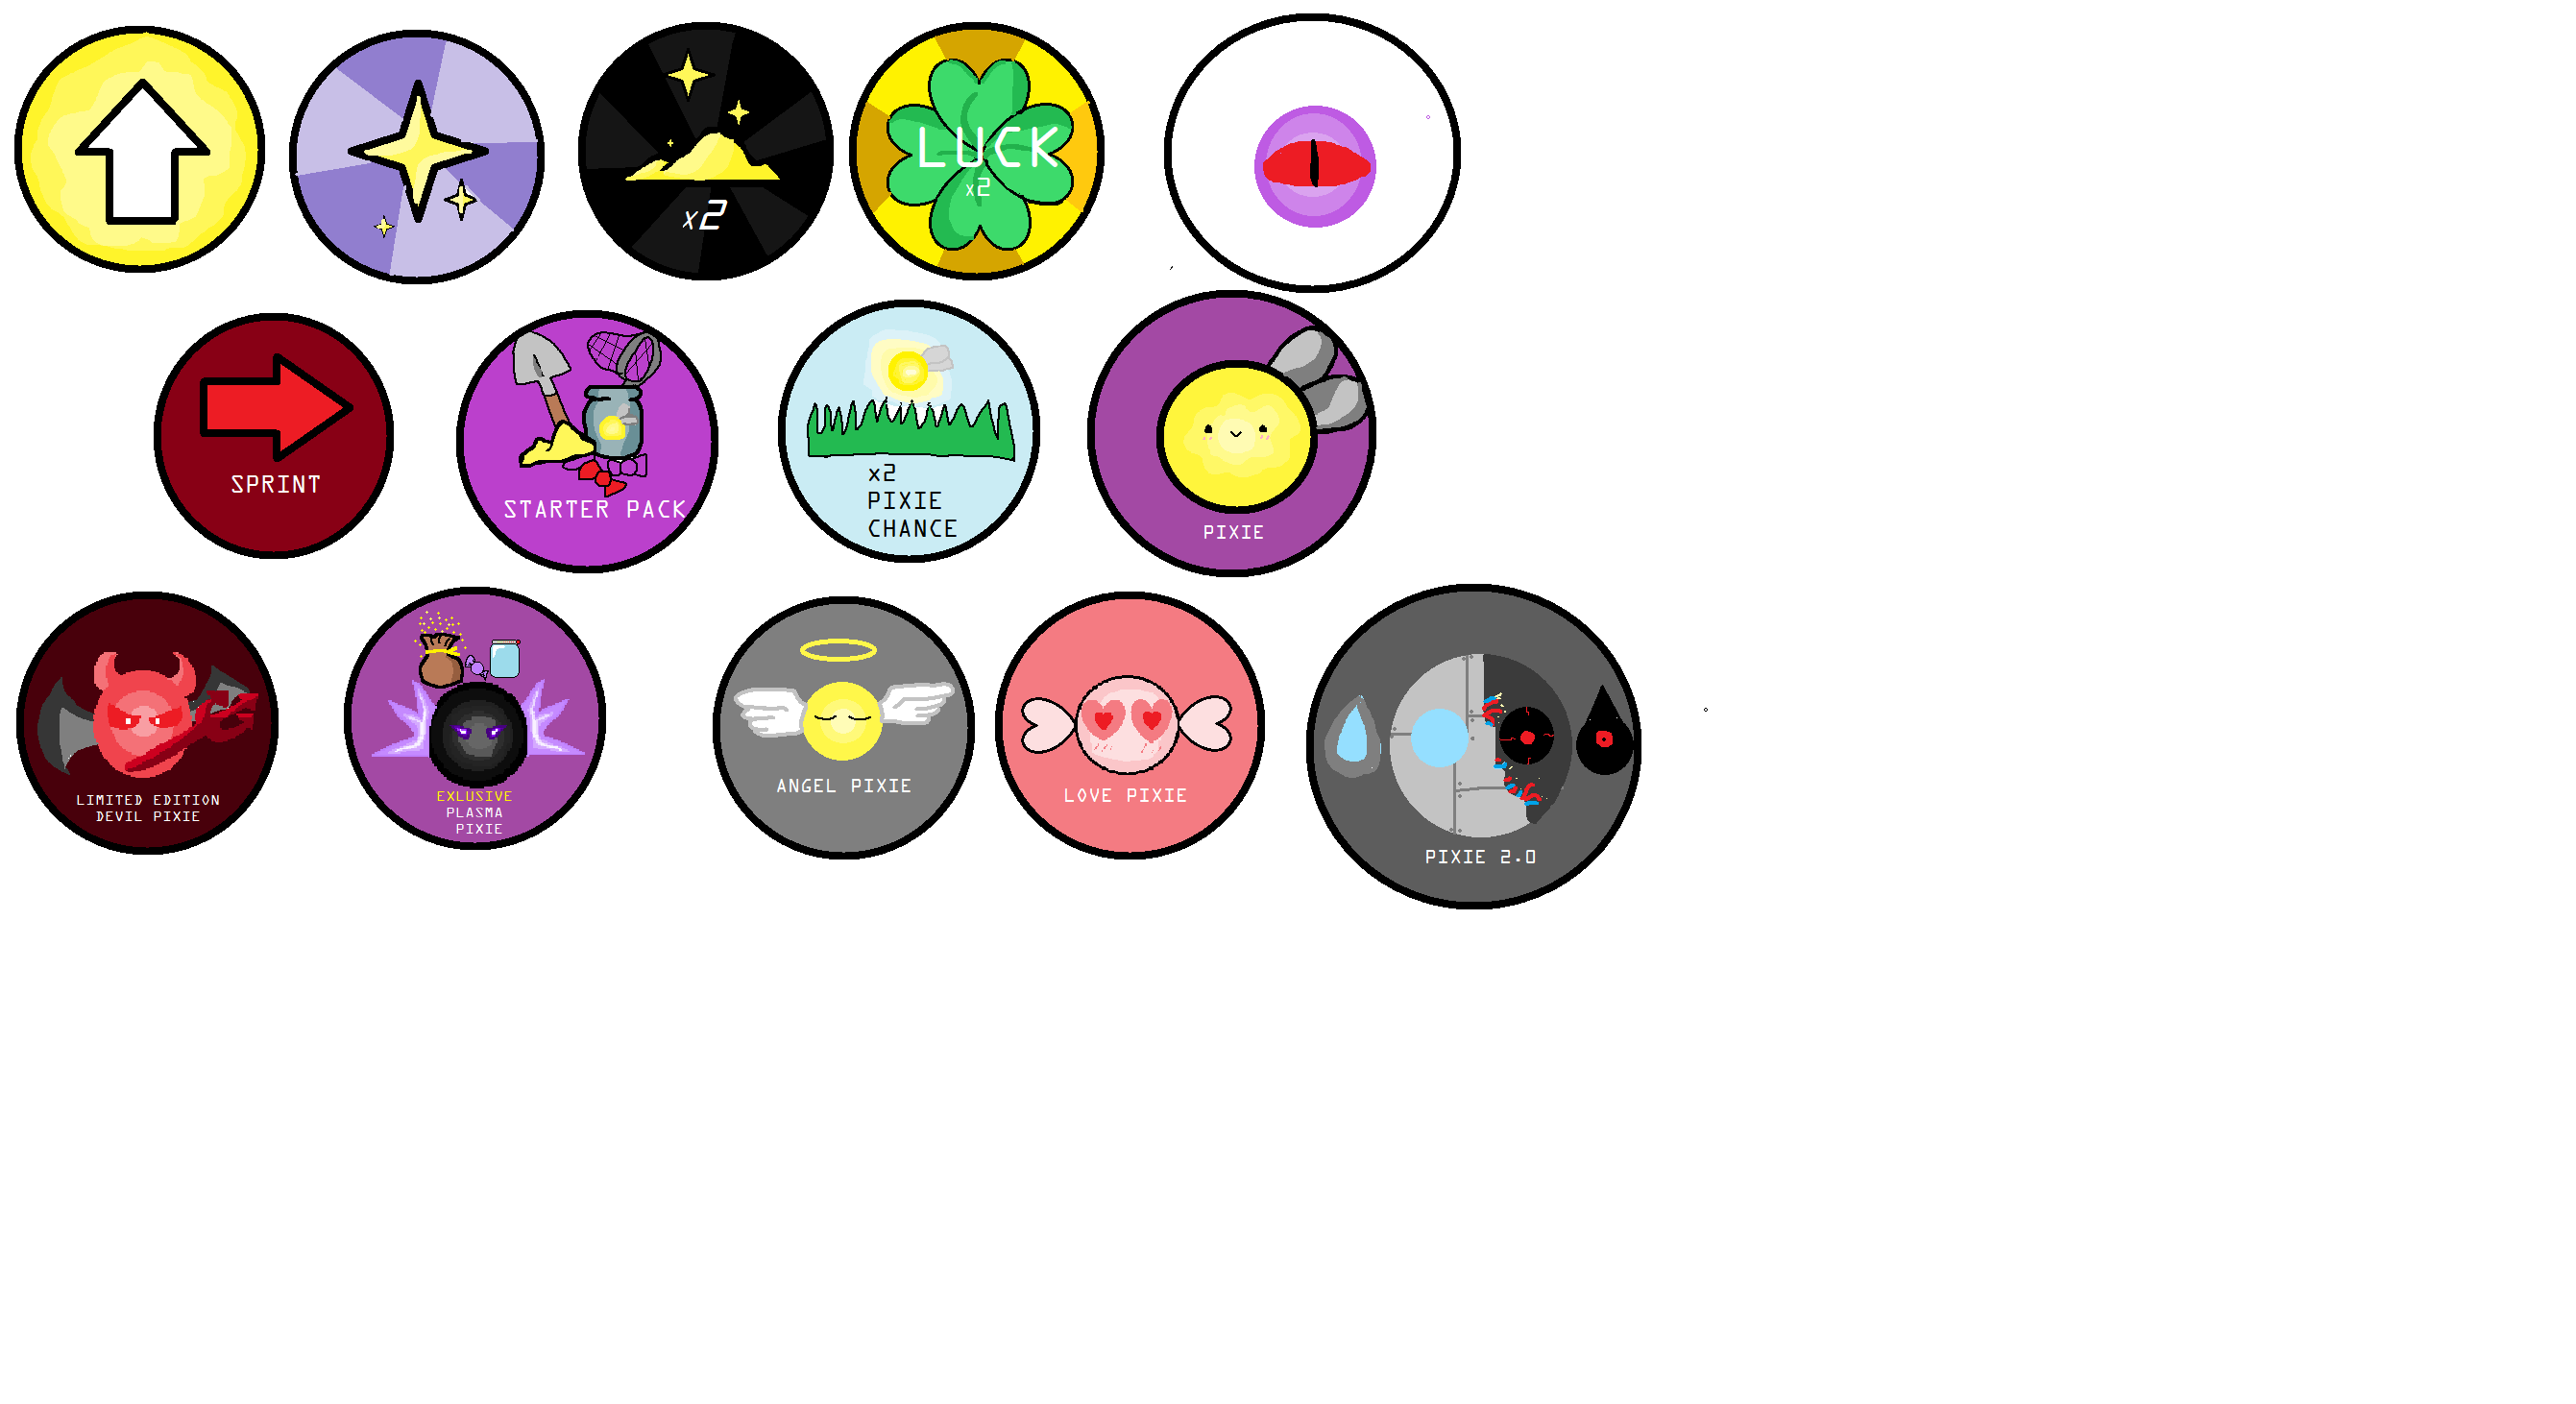 x2
LUCK
x2
SPRINT
STARTER PACK
x2
PIXIE
CHANCE
PIXIE
LIMITED EDITION
DEVIL PIXIE
EXLUSIVE
PLASMA
PIXIE
ANGEL PIXIE
LOVE PIXIE
PIXIE 2.0